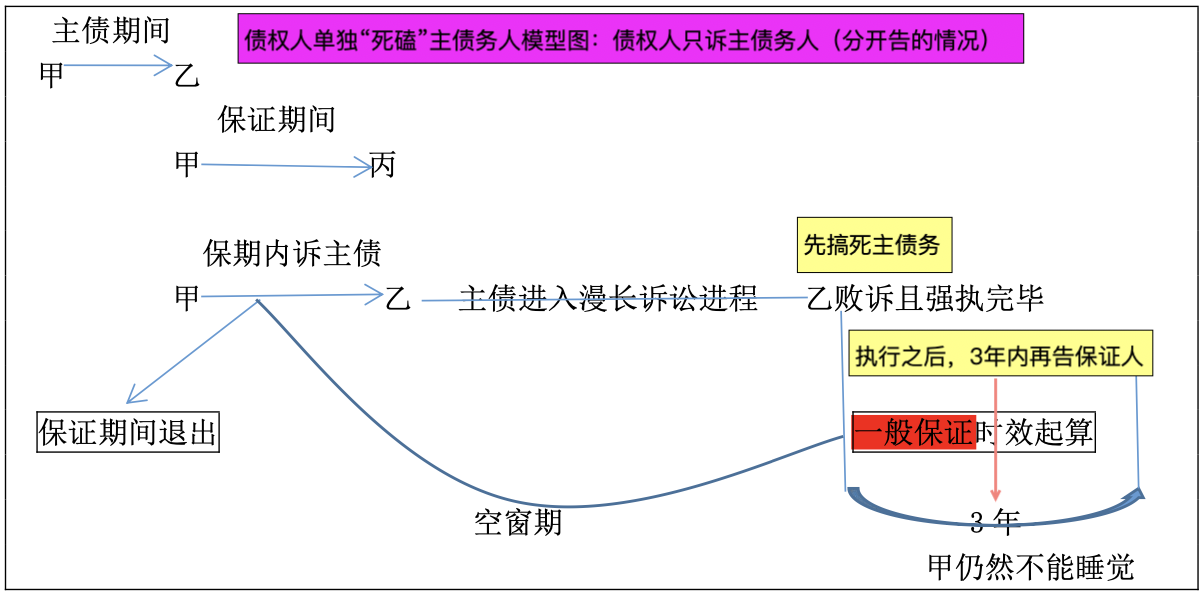 主债期间
债权人单独“死磕”主债务人模型图：债权人只诉主债务人（分开告的情况）
甲 乙
保证期间
甲 丙
先搞死主债务
保期内诉主债
甲 乙 主债进入漫长诉讼进程 乙败诉且强执完毕
执行之后，3年内再告保证人
保证期间退出
一般保证时效起算
空窗期
3 年
甲仍然不能睡觉